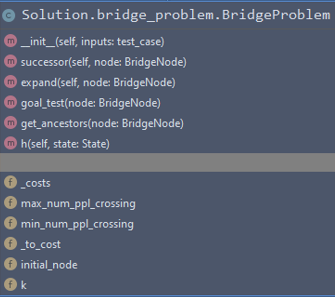 C Solution.bridge_problem.BridgeProblem
m __init__(self, inputs: test_case)
m successor(self, node: BridgeNode)
m expand(self, node: BridgeNode)
m goal_test(node: BridgeNode)
m get_ancestors(node: BridgeNode)
m h(self, state: State)
f _costs
f max_num_ppl_crossing
f min_num_ppl_crossing
f _to_cost
f initial_node
f k